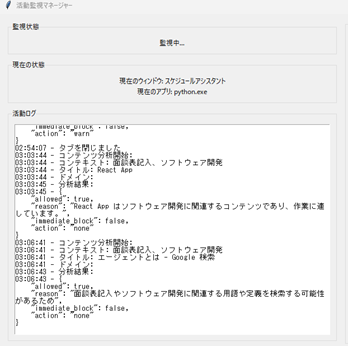 活動監視マネージャー
監視状態
監視中...
現在の状態
現在のウィンドウ: スケジュールアシスタント
現在のアプリ: python.exe
活動ログ
"immediate_block": false,
"action": "warn"
}
02:54:07 - タブを閉じました
03:03:44 - コンテンツ分析開始:
03:03:44 - コンテキスト: 面談表記入、ソフトウェア開発
03:03:44 - タイトル: React App
03:03:44 - ドメイン:
03:03:45 - 分析結果:
03:03:45 - {
"allowed": true,
"reason": "React App はソフトウェア開発に関連するコンテンツであり、作業に適
しています。",
"immediate_block": false,
"action": "none"
}
03:06:41 - コンテンツ分析開始:
03:06:41 - コンテキスト: 面談表記入、ソフトウェア開発
03:06:41 - タイトル: エージェントとは - Google 検索
03:06:41 - ドメイン:
03:06:43 - 分析結果:
03:06:43 - {
"allowed": true,
"reason": "面談表記入やソフトウェア開発に関連する用語や定義を検索する可能性
があるため",
"immediate_block": false,
"action": "none"
}